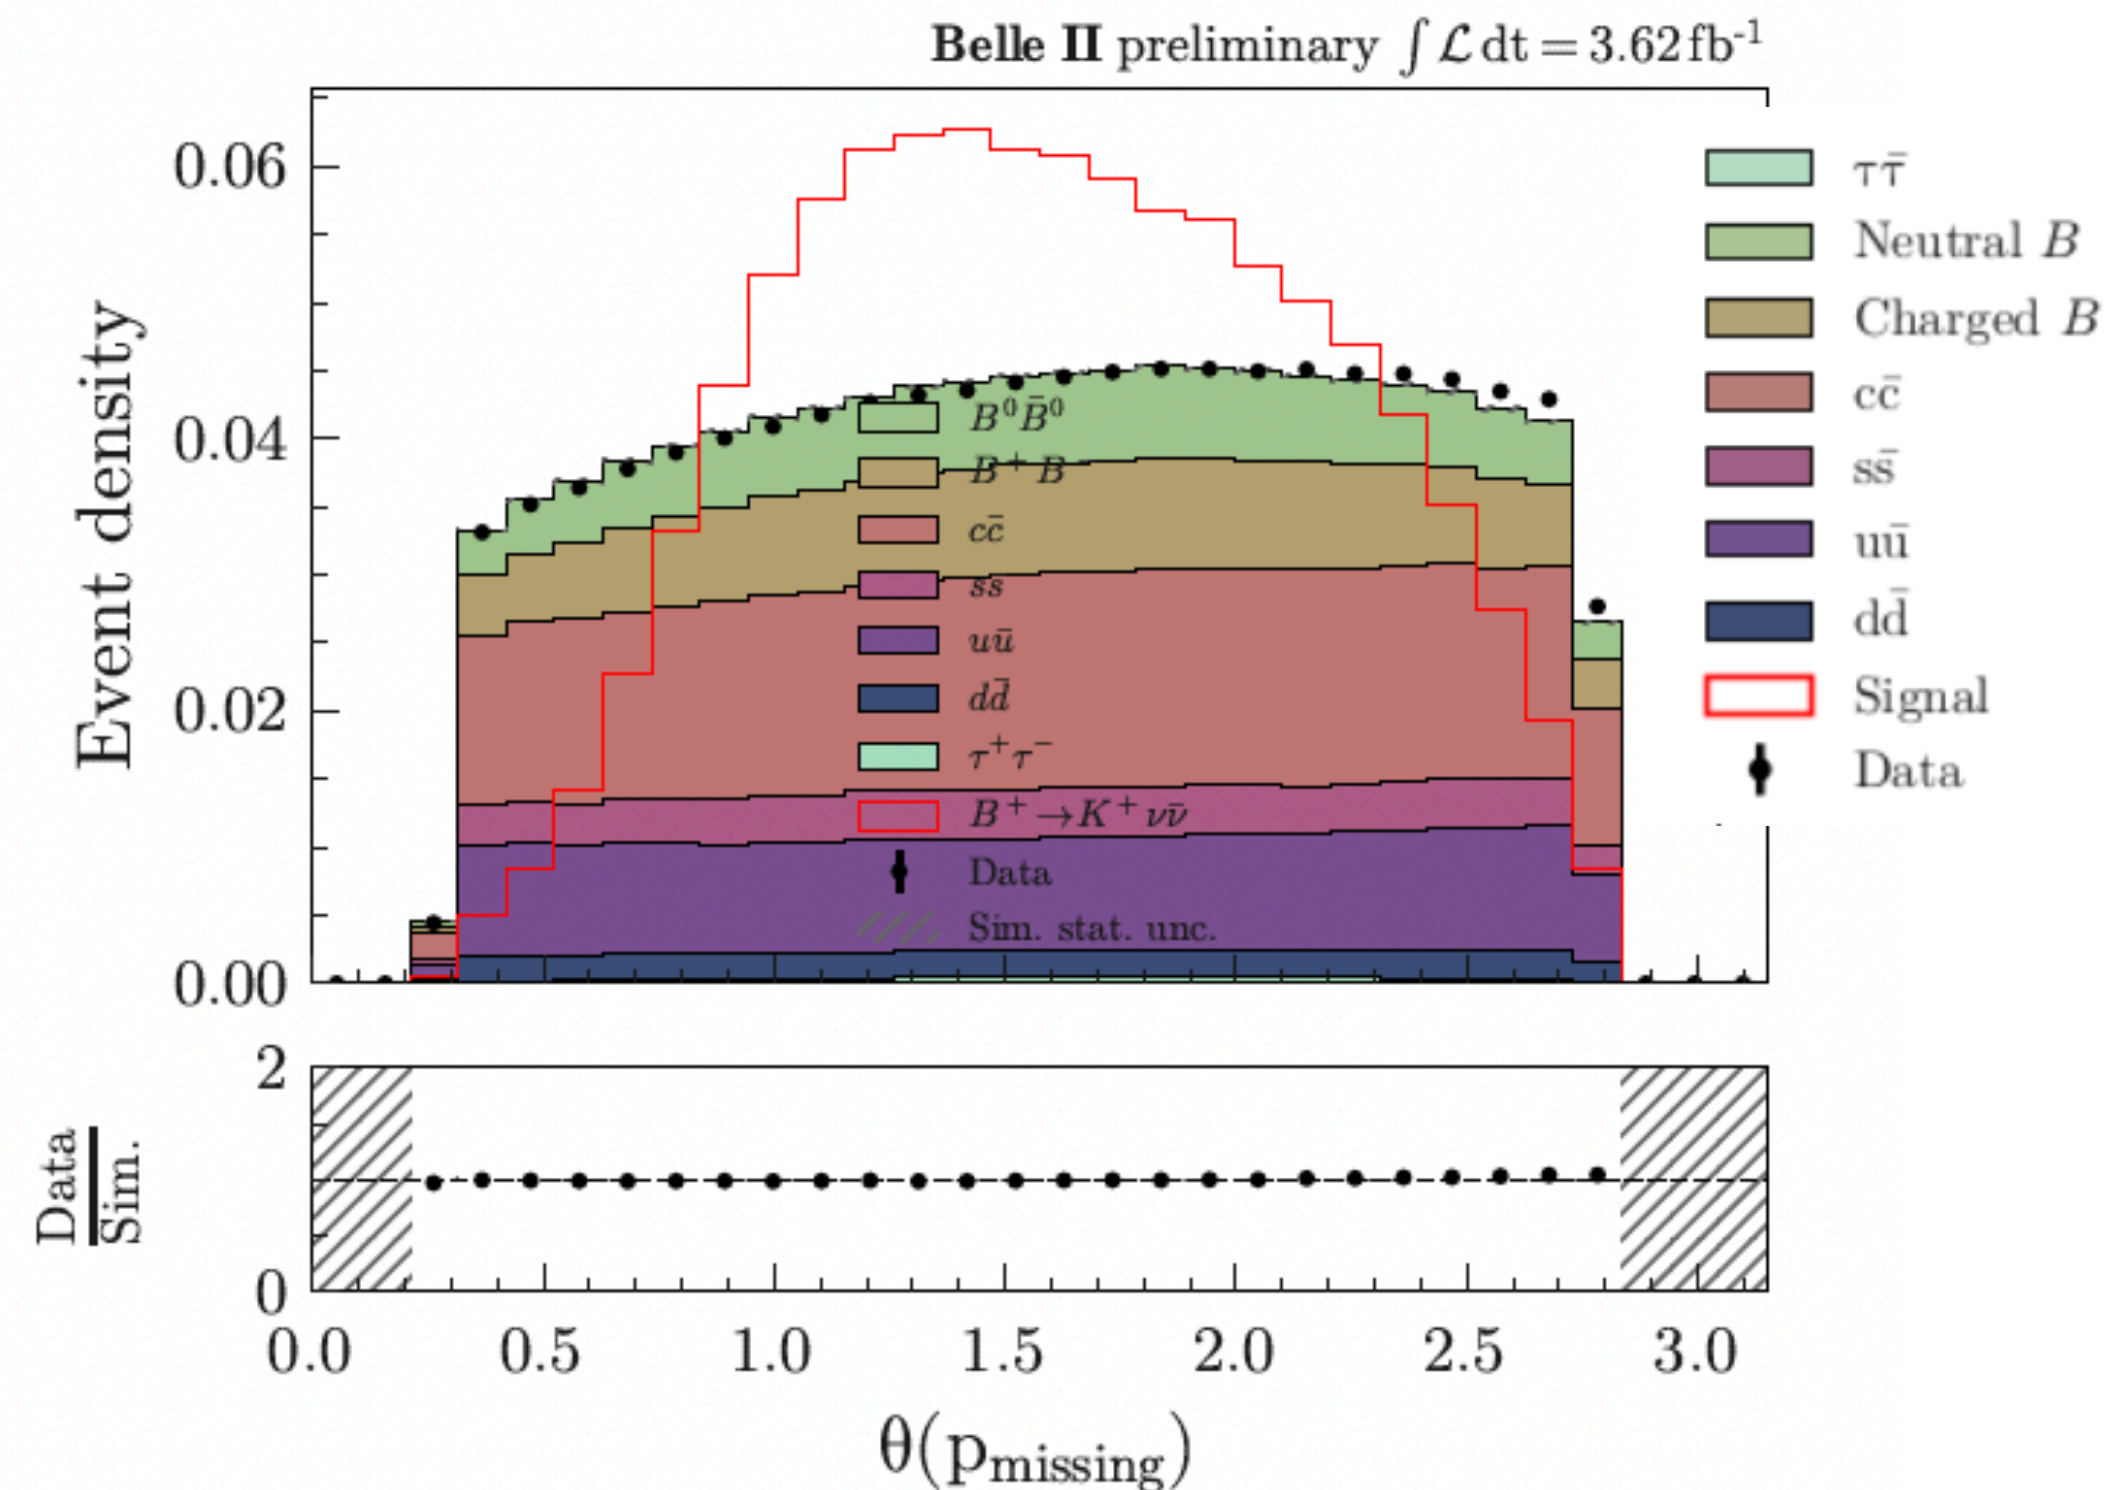 Belle II preliminary ∫ ℒ dt = 3.62 fb⁻¹
Event density
0.06
0.04
0.02
0.00
B⁰B̄⁰
B⁺B
cc̄
ss
uū
dd̄
τ⁺τ⁻
B⁺→K⁺νν̄
Data
Sim. stat. unc.
ττ̄
Neutral B
Charged B
cc̄
ss̄
uū
dd̄
Signal
Data
Data
Sim.
2
0
0.0 0.5 1.0 1.5 2.0 2.5 3.0
θ(p_missing)